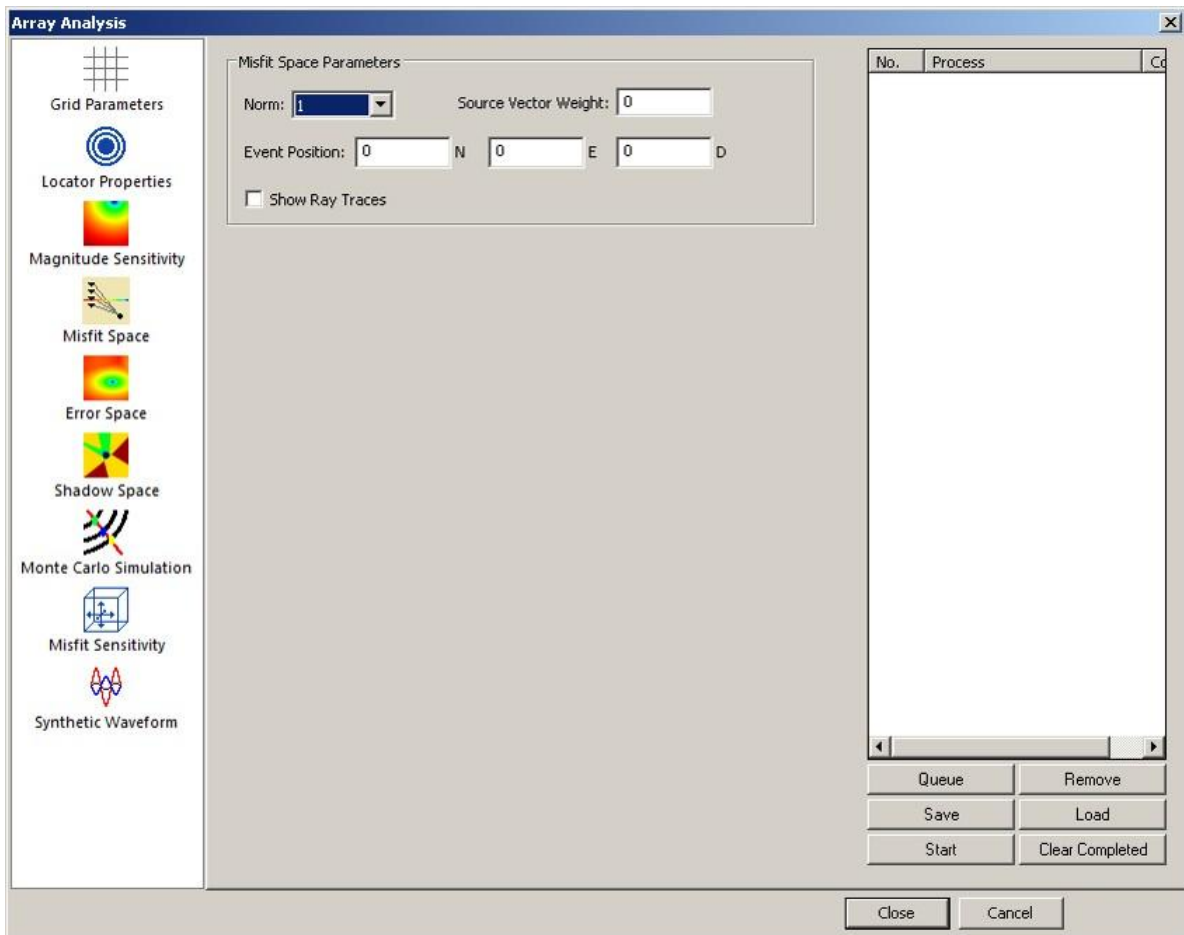 Array Analysis
Grid Parameters
Locator Properties
Magnitude Sensitivity
Misfit Space
Error Space
Shadow Space
Monte Carlo Simulation
Misfit Sensitivity
Synthetic Waveform
Misfit Space Parameters
Norm: 1 Source Vector Weight: 0
Event Position: 0 N 0 E 0 D
Show Ray Traces
No. Process Co
Queue Remove
Save Load
Start Clear Completed
Close Cancel